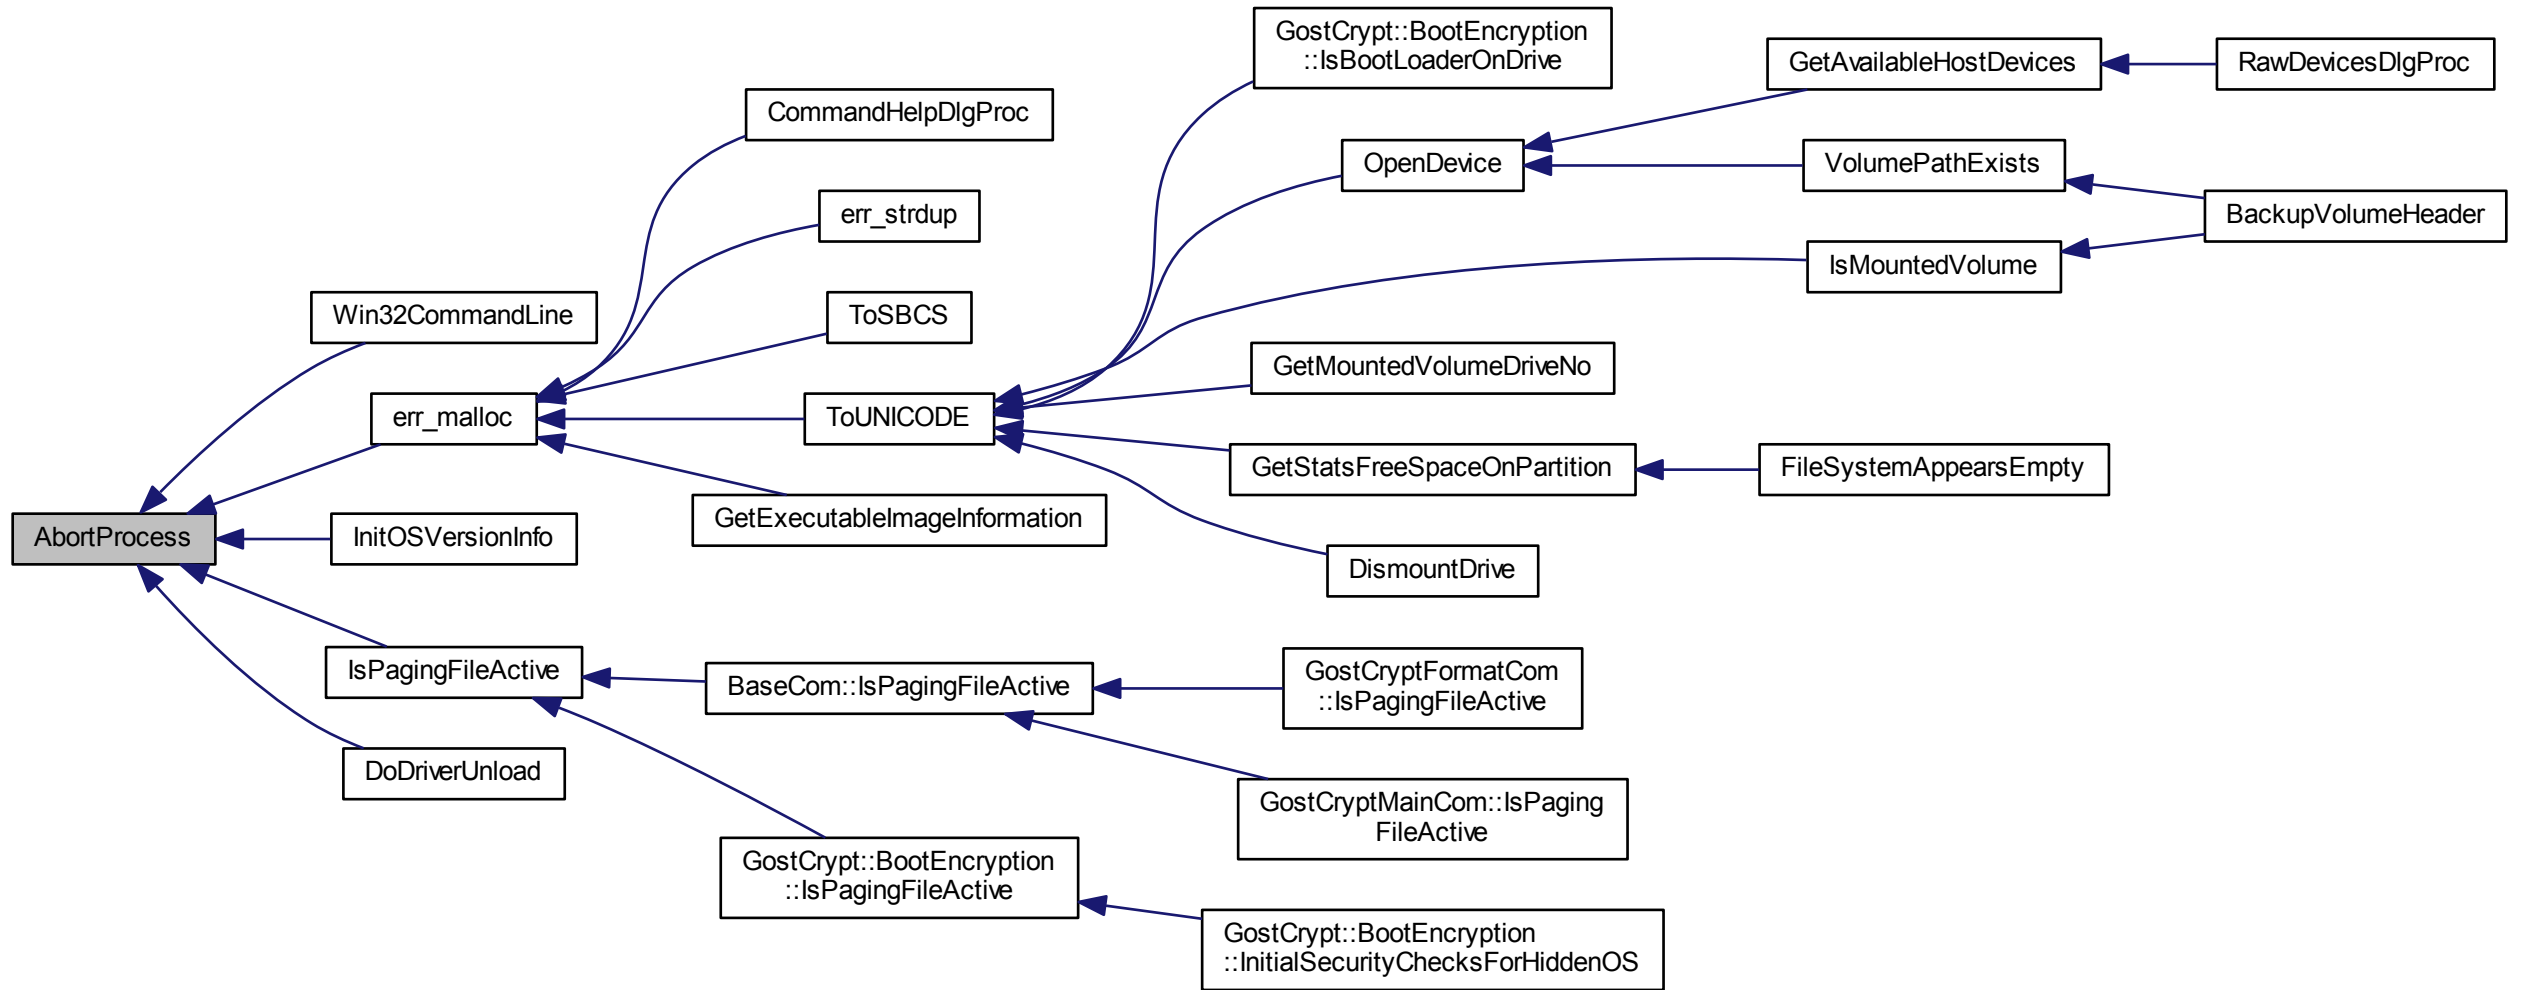 GostCrypt::BootEncryption
::IsBootLoaderOnDrive
GetAvailableHostDevices
RawDevicesDlgProc
CommandHelpDlgProc
OpenDevice
VolumePathExists
err_strdup
BackupVolumeHeader
IsMountedVolume
Win32CommandLine
ToSBCS
GetMountedVolumeDriveNo
err_malloc
ToUNICODE
GetStatsFreeSpaceOnPartition
FileSystemAppearsEmpty
GetExecutableImageInformation
AbortProcess
InitOSVersionInfo
DismountDrive
IsPagingFileActive
BaseCom::IsPagingFileActive
GostCryptFormatCom
::IsPagingFileActive
DoDriverUnload
GostCryptMainCom::IsPaging
FileActive
GostCrypt::BootEncryption
::IsPagingFileActive
GostCrypt::BootEncryption
::InitialSecurityChecksForHiddenOS